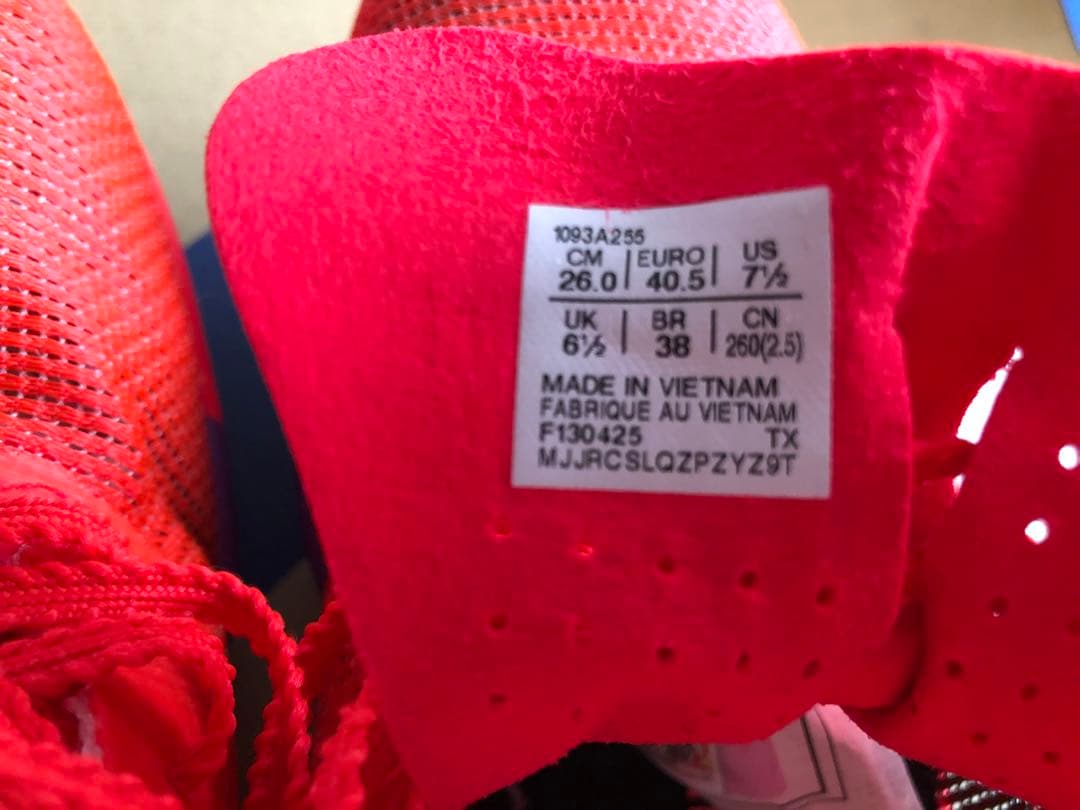 1093A255
CM | EURO | US
26.0 | 40.5 | 7½
UK | BR | CN
6½ | 38 | 260(2.5)
MADE IN VIETNAM
FABRIQUE AU VIETNAM
F130425 TX
MJJRCSLQZPZYZ9T